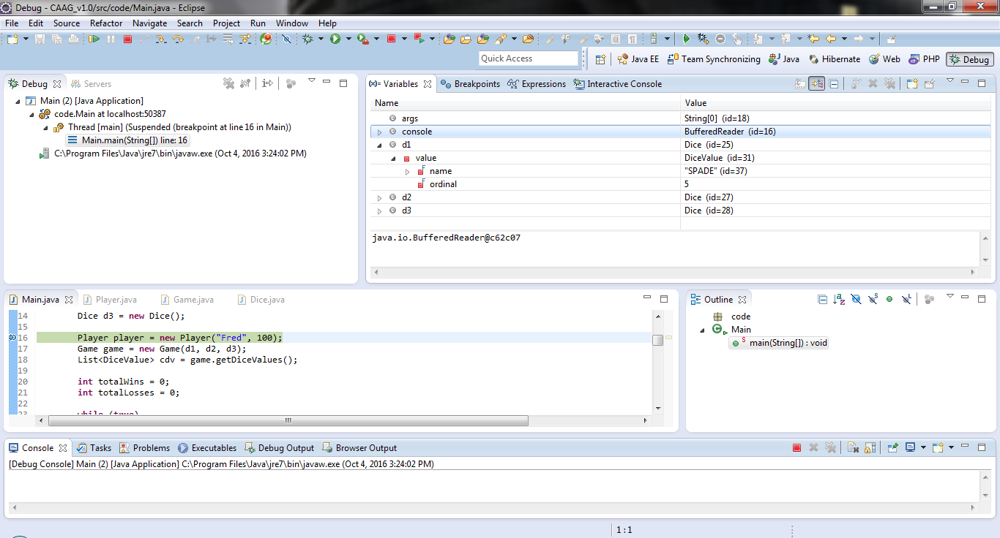 Debug - CAAG_v1.0/src/code/Main.java - Eclipse
File Edit Source Refactor Navigate Search Project Run Window Help
Quick Access
Java EE Team Synchronizing Java Hibernate Web PHP Debug
Debug Servers
Main (2) [Java Application]
code.Main at localhost:50387
Thread [main] (Suspended (breakpoint at line 16 in Main))
Main.main(String[]) line: 16
C:\Program Files\Java\jre7\bin\javaw.exe (Oct 4, 2016 3:24:02 PM)
(x)= Variables Breakpoints Expressions Interactive Console
Name Value
args String[0] (id=18)
console BufferedReader (id=16)
d1 Dice (id=25)
value DiceValue (id=31)
name "SPADE" (id=37)
ordinal 5
d2 Dice (id=27)
d3 Dice (id=28)
java.io.BufferedReader@c62c07
Main.java Player.java Game.java Dice.java
14 Dice d3 = new Dice();
15
16 Player player = new Player("Fred", 100);
17 Game game = new Game(d1, d2, d3);
18 List<DiceValue> cdv = game.getDiceValues();
19
20 int totalWins = 0;
21 int totalLosses = 0;
22
23 while (true)
Outline
code
Main
main(String[]) : void
Console Tasks Problems Executables Debug Output Browser Output
[Debug Console] Main (2) [Java Application] C:\Program Files\Java\jre7\bin\javaw.exe (Oct 4, 2016 3:24:02 PM)
1:1